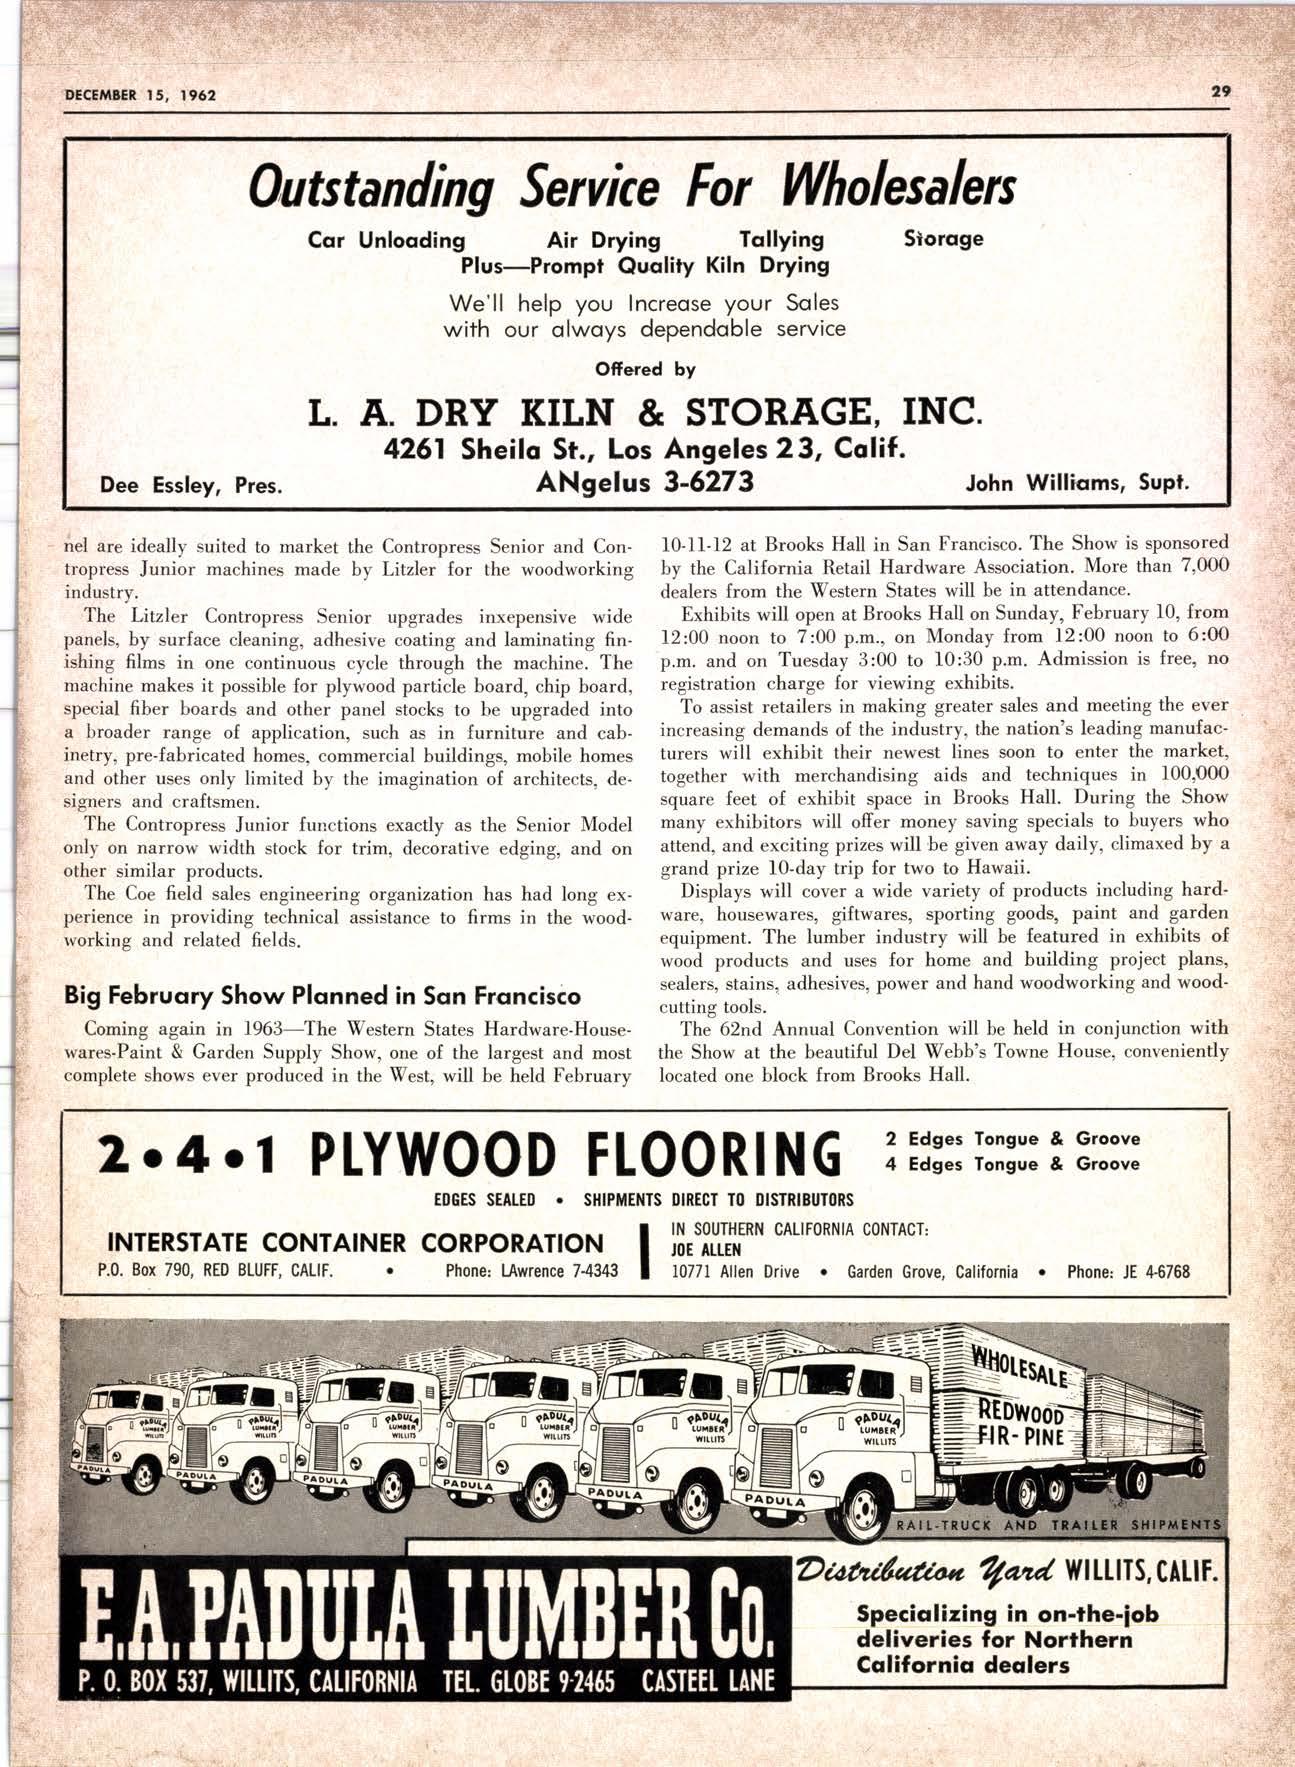 DECEMBER 15, 1962
29
Outstanding Service For Wholesalers
Car Unloading Air Drying Tallying Storage
Plus—Prompt Quality Kiln Drying
We'll help you Increase your Sales
with our always dependable service
Offered by
L. A. DRY KILN & STORAGE, INC.
4261 Sheila St., Los Angeles 23, Calif.
Dee Essley, Pres. ANgelus 3-6273 John Williams, Supt.
nel are ideally suited to market the Contropress Senior and Con-
tropress Junior machines made by Litzler for the woodworking
industry.
The Litzler Contropress Senior upgrades inxepensive wide
panels, by surface cleaning, adhesive coating and laminating fin-
ishing films in one continuous cycle through the machine. The
machine makes it possible for plywood particle board, chip board,
special fiber boards and other panel stocks to be upgraded into
a broader range of application, such as in furniture and cab-
inetry, pre-fabricated homes, commercial buildings, mobile homes
and other uses only limited by the imagination of architects, de-
signers and craftsmen.
The Contropress Junior functions exactly as the Senior Model
only on narrow width stock for trim, decorative edging, and on
other similar products.
The Coe field sales engineering organization has had long ex-
perience in providing technical assistance to firms in the wood-
working and related fields.
Big February Show Planned in San Francisco
Coming again in 1963—The Western States Hardware-House-
wares-Paint & Garden Supply Show, one of the largest and most
complete shows ever produced in the West, will be held February
10-11-12 at Brooks Hall in San Francisco. The Show is sponsored
by the California Retail Hardware Association. More than 7,000
dealers from the Western States will be in attendance.
Exhibits will open at Brooks Hall on Sunday, February 10, from
12:00 noon to 7:00 p.m., on Monday from 12:00 noon to 6:00
p.m. and on Tuesday 3:00 to 10:30 p.m. Admission is free, no
registration charge for viewing exhibits.
To assist retailers in making greater sales and meeting the ever
increasing demands of the industry, the nation's leading manufac-
turers will exhibit their newest lines soon to enter the market,
together with merchandising aids and techniques in 100,000
square feet of exhibit space in Brooks Hall. During the Show
many exhibitors will offer money saving specials to buyers who
attend, and exciting prizes will be given away daily, climaxed by a
grand prize 10-day trip for two to Hawaii.
Displays will cover a wide variety of products including hard-
ware, housewares, giftwares, sporting goods, paint and garden
equipment. The lumber industry will be featured in exhibits of
wood products and uses for home and building project plans,
sealers, stains, adhesives, power and hand woodworking and wood-
cutting tools.
The 62nd Annual Convention will be held in conjunction with
the Show at the beautiful Del Webb's Towne House, conveniently
located one block from Brooks Hall.
2•4•1 PLYWOOD FLOORING
2 Edges Tongue & Groove
4 Edges Tongue & Groove
EDGES SEALED • SHIPMENTS DIRECT TO DISTRIBUTORS
INTERSTATE CONTAINER CORPORATION
P.O. Box 790, RED BLUFF, CALIF. • Phone: LAwrence 7-4343
IN SOUTHERN CALIFORNIA CONTACT:
JOE ALLEN
10771 Allen Drive • Garden Grove, California • Phone: JE 4-6768
PADULA LUMBER WILLITS
PADULA
PADULA LUMBER WILLITS
PADULA
PADULA LUMBER WILLITS
PADULA
PADULA LUMBER WILLITS
PADULA
PADULA LUMBER WILLITS
PADULA
PADULA LUMBER WILLITS
PADULA
WHOLESALE
REDWOOD
FIR-PINE
RAIL-TRUCK AND TRAILER SHIPMENTS
E.A. PADULA LUMBER Co.
P. O. BOX 537, WILLITS, CALIFORNIA TEL. GLOBE 9-2465 CASTEEL LANE
Distribution Yard WILLITS, CALIF.
Specializing in on-the-job
deliveries for Northern
California dealers